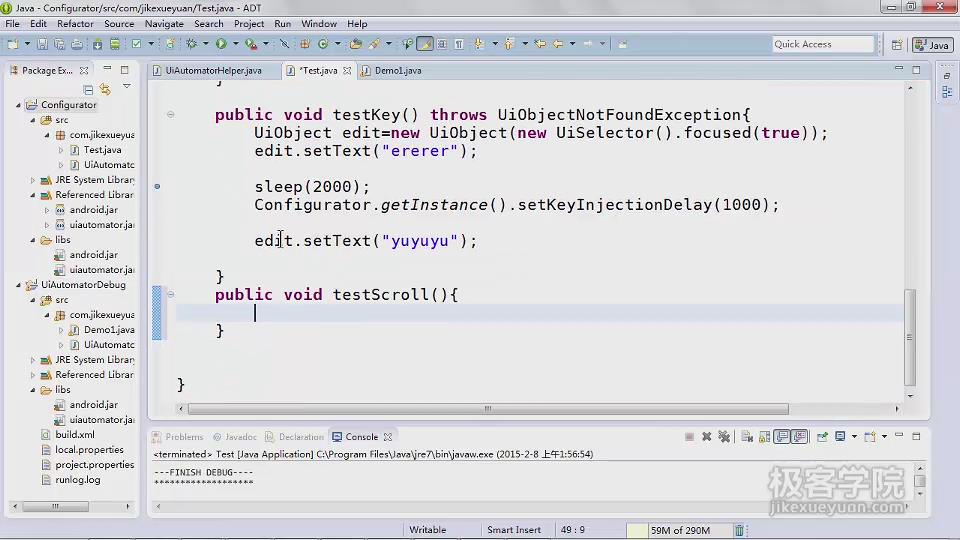 Java - Configurator/src/com/jikexueyuan/Test.java - ADT
File Edit Refactor Source Navigate Search Project Run Window Help
Quick Access
Java
Package Ex...
UiAutomatorHelper.java
*Test.java
Demo1.java
Configurator
src
com.jikexueyua
Test.java
UiAutomatc
JRE System Library
Referenced Library
android.jar
uiautomator.jar
libs
android.jar
uiautomator.jar
UiAutomatorDebug
src
com.jikexueyua
Demo1.java
UiAutomatc
JRE System Library
Referenced Library
libs
android.jar
uiautomator.jar
build.xml
local.properties
project.properties
runlog.log
}
public void testKey() throws UiObjectNotFoundException{
UiObject edit=new UiObject(new UiSelector().focused(true));
edit.setText("ererer");
sleep(2000);
Configurator.getInstance().setKeyInjectionDelay(1000);
edit.setText("yuyuyu");
}
public void testScroll(){
}
}
Problems
Javadoc
Declaration
Console
<terminated> Test [Java Application] C:\Program Files\Java\jre7\bin\javaw.exe (2015-2-8 上1:56:54)
---FINISH DEBUG----
*******************
极客学院
jikexueyuan.com
Writable
Smart Insert
49 : 9
59M of 290M